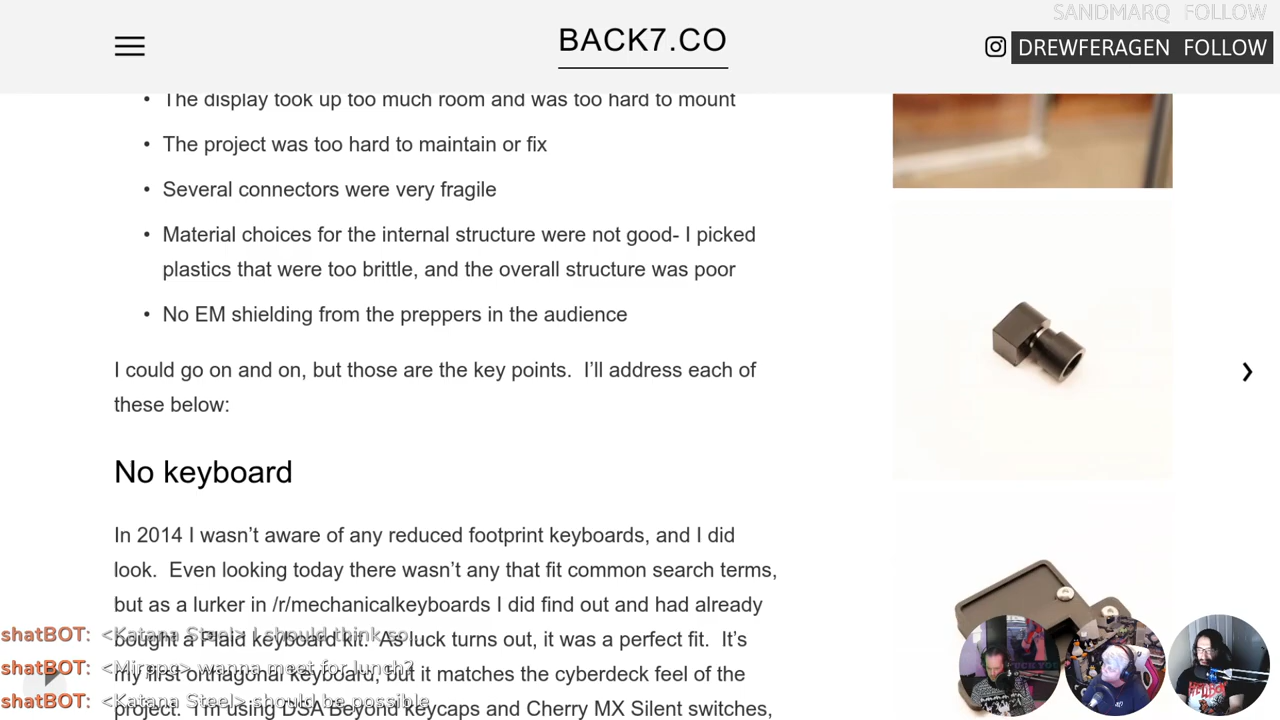 SANDMARQ FOLLOW
BACK7.CO
DREWFERAGEN FOLLOW
• The display took up too much room and was too hard to mount
• The project was too hard to maintain or fix
• Several connectors were very fragile
• Material choices for the internal structure were not good- I picked
plastics that were too brittle, and the overall structure was poor
• No EM shielding from the preppers in the audience
I could go on and on, but those are the key points.  I’ll address each of
these below:
No keyboard
In 2014 I wasn’t aware of any reduced footprint keyboards, and I did
look.  Even looking today there wasn’t any that fit common search terms,
but as a lurker in /r/mechanicalkeyboards I did find out and had already
shatBOT: <Katana Steel> I should think so
bought a Plaid keyboard kit.  As luck turns out, it was a perfect fit.  It’s
shatBOT: <Mirgoc> wanna meet for lunch?
my first orthagonal keyboard, but it matches the cyberdeck feel of the
shatBOT: <Katana Steel> should be possible
project.  I’m using DSA Beyond keycaps and Cherry MX Silent switches,